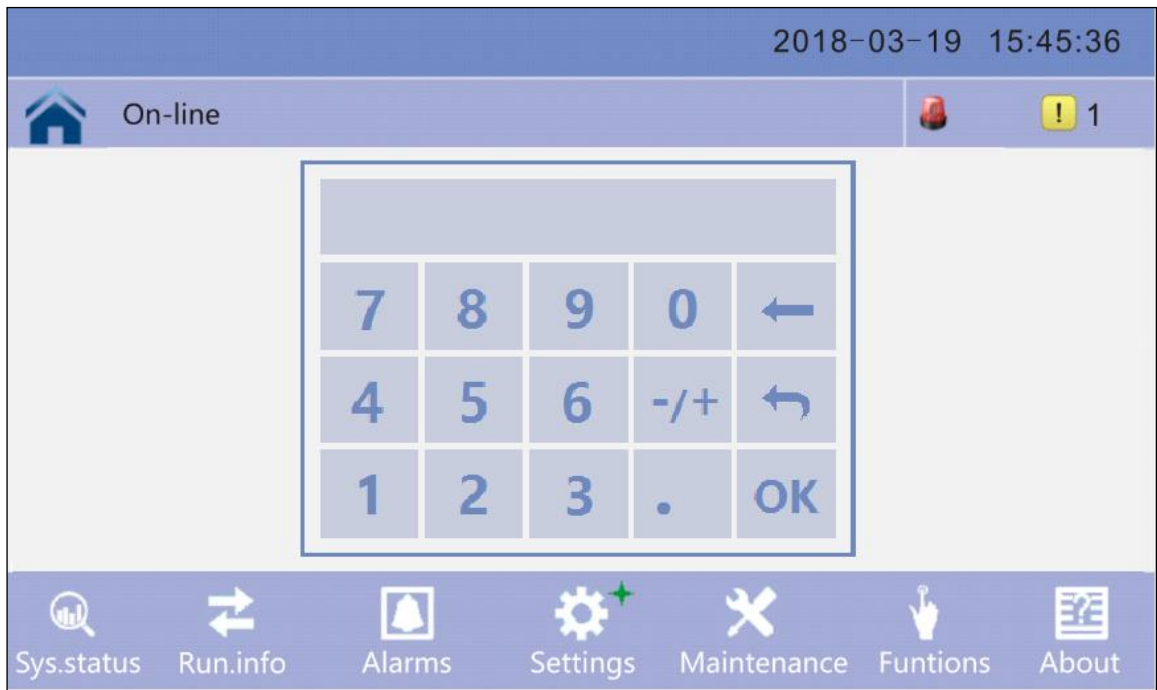 2018-03-19 15:45:36
On-line
! 1
7 8 9 0
4 5 6 -/+
1 2 3 . OK
Sys.status Run.info Alarms Settings Maintenance Funtions About